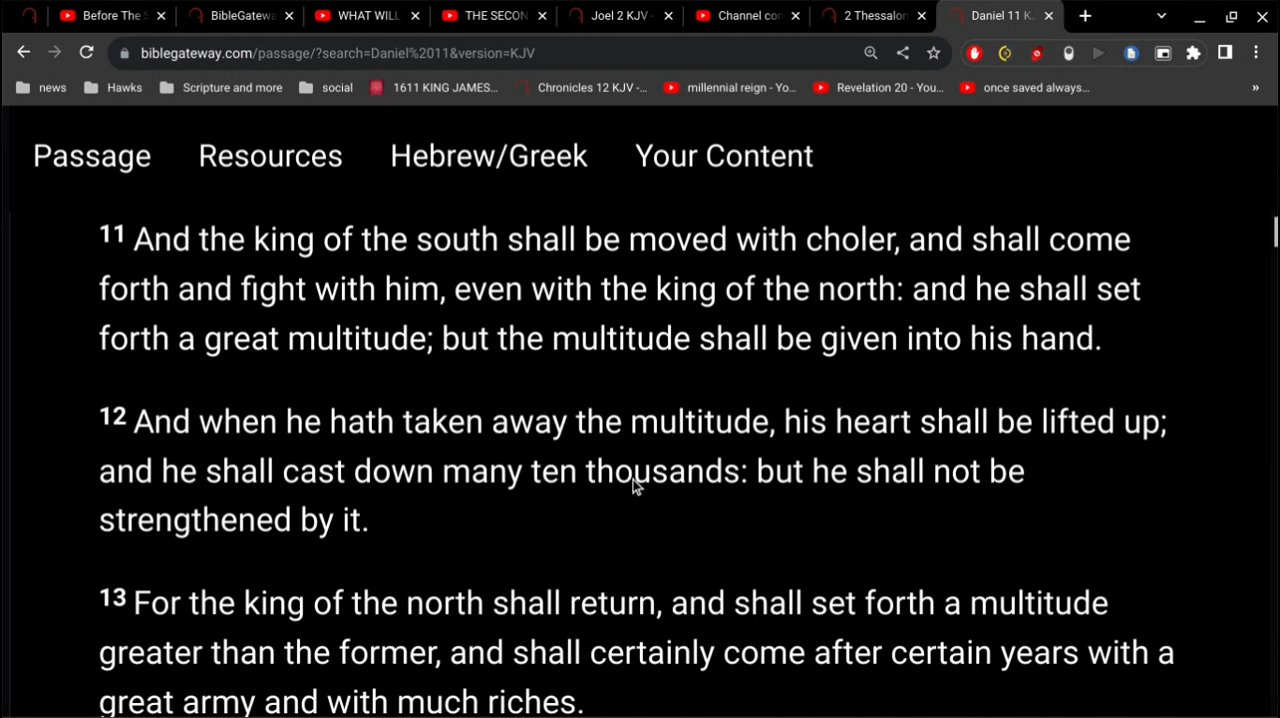 Before The S
BibleGatewa
WHAT WILL
THE SECON
Joel 2 KJV -
Channel cor
2 Thessalon
Daniel 11 K
biblegateway.com/passage/?search=Daniel%2011&version=KJV
news Hawks Scripture and more social 1611 KING JAMES... Chronicles 12 KJV -... millennial reign - Yo... Revelation 20 - You... once saved always... »
Passage Resources Hebrew/Greek Your Content
11 And the king of the south shall be moved with choler, and shall come
forth and fight with him, even with the king of the north: and he shall set
forth a great multitude; but the multitude shall be given into his hand.
12 And when he hath taken away the multitude, his heart shall be lifted up;
and he shall cast down many ten thousands: but he shall not be
strengthened by it.
13 For the king of the north shall return, and shall set forth a multitude
greater than the former, and shall certainly come after certain years with a
great army and with much riches.